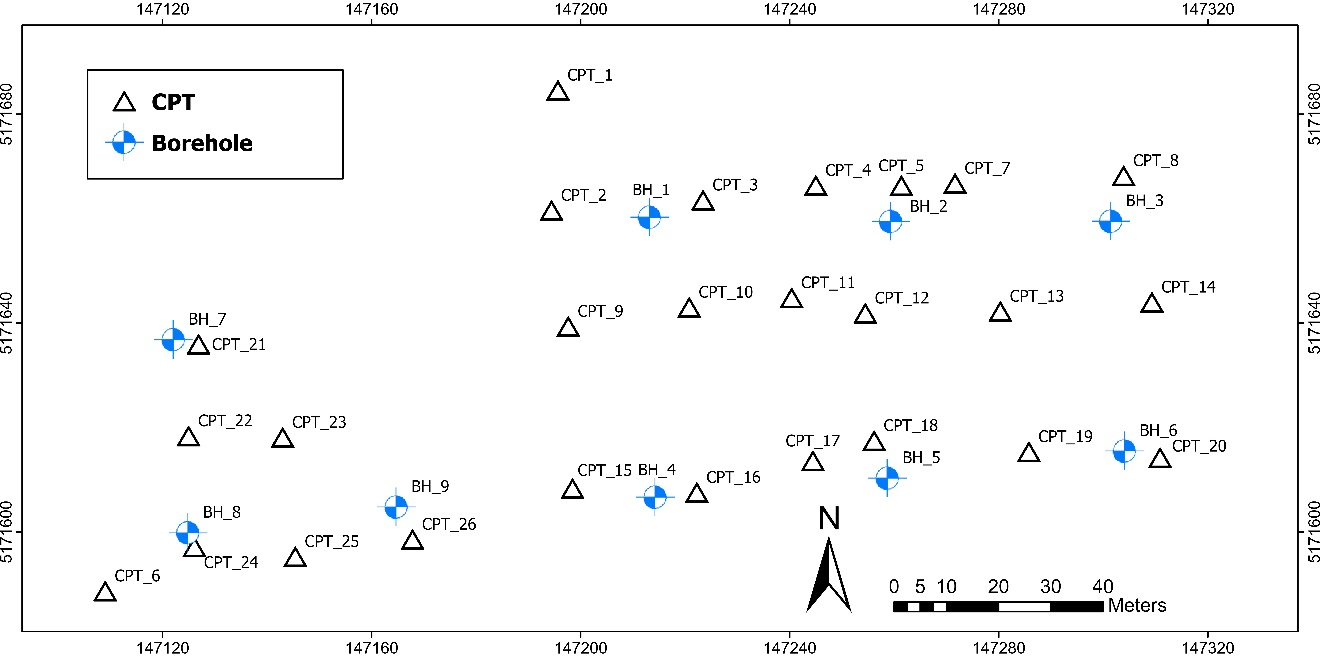 147120 147160 147200 147240 147280 147320
5171680
5171640
5171600
CPT
Borehole
CPT_1
CPT_2
BH_1
CPT_3
CPT_4
CPT_5
CPT_7
CPT_8
BH_2
BH_3
CPT_9
CPT_10
CPT_11
CPT_12
CPT_13
CPT_14
BH_7
CPT_21
CPT_22
CPT_23
CPT_15
BH_4
CPT_16
CPT_17
CPT_18
BH_5
CPT_19
BH_6
CPT_20
BH_9
CPT_26
BH_8
CPT_24
CPT_25
CPT_6
N
0 5 10 20 30 40
Meters
5171680
5171640
5171600
147120 147160 147200 147240 147280 147320